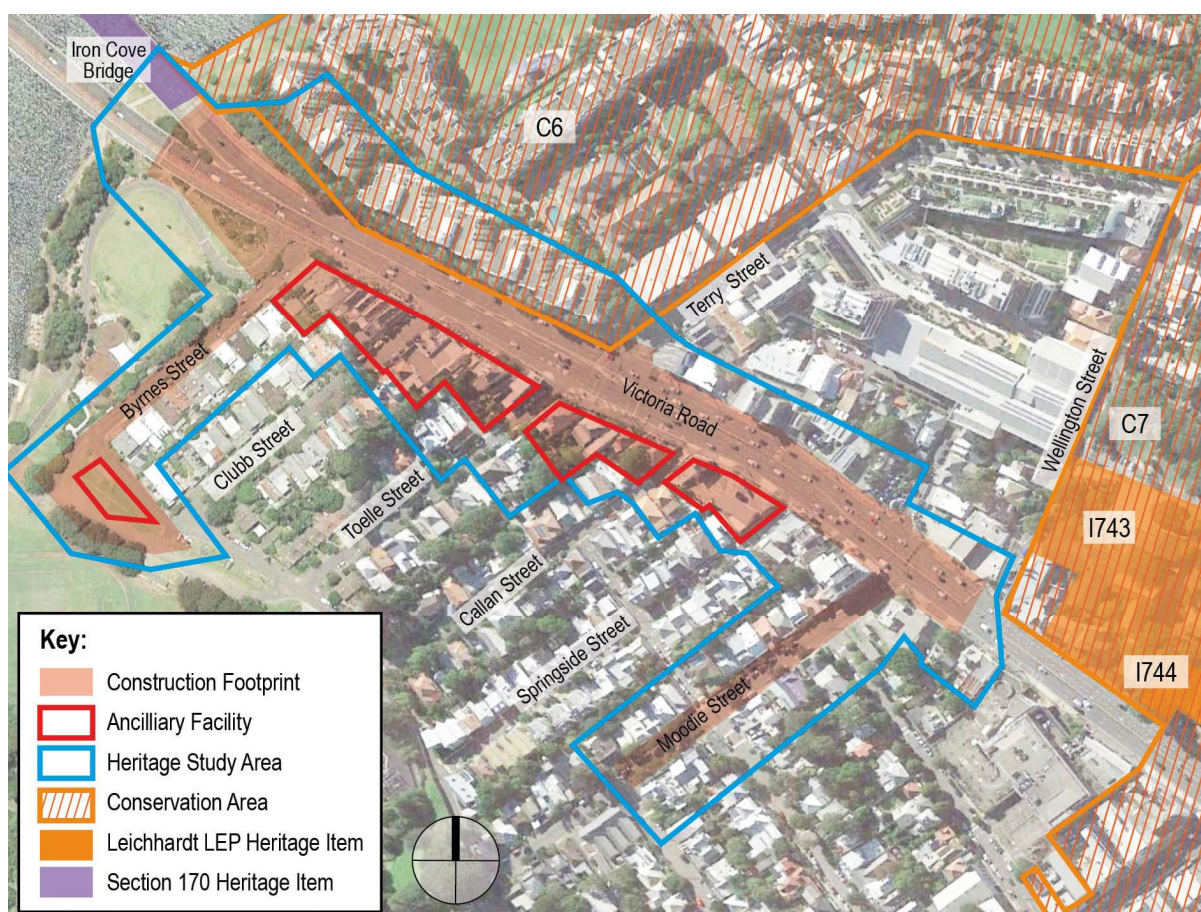 Iron Cove
Bridge
C6
Terry Street
Victoria Road
Wellington Street
C7
Byrnes Street
Clubb Street
Toelle Street
I743
Callan Street
Springside Street
Moodie Street
I744
Key:
Construction Footprint
Ancilliary Facility
Heritage Study Area
Conservation Area
Leichhardt LEP Heritage Item
Section 170 Heritage Item